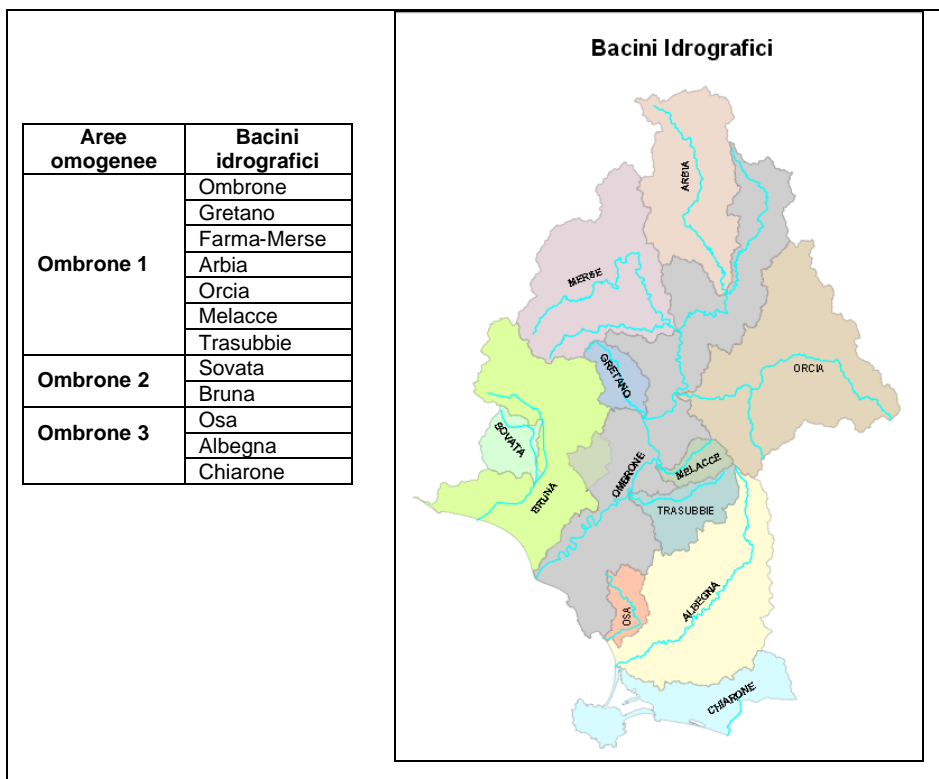 Bacini Idrografici
Aree omogenee
Bacini idrografici
Ombrone 1
Ombrone
Gretano
Farma-Merse
Arbia
Orcia
Melacce
Trasubbie
Ombrone 2
Sovata
Bruna
Ombrone 3
Osa
Albegna
Chiarone
ARBIA
MERSE
GRETANO
ORCIA
SOVATA
BRUNA
OMBRONE
MELACCE
TRASUBBIE
OSA
ALBEGNA
CHIARONE